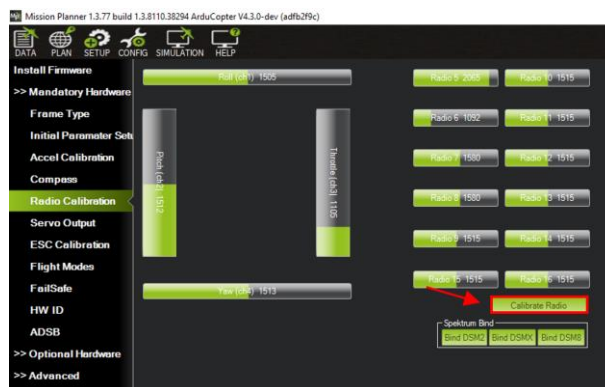 Mission Planner 1.3.77 build 1.3.8110.38294 ArduCopter V4.3.0-dev (adfb2f9c)
DATA PLAN SETUP CONFIG SIMULATION HELP
Install Firmware
>> Mandatory Hardware
Frame Type
Initial Paramater Setu
Accel Calibration
Compass
Radio Calibration
Servo Output
ESC Calibration
Flight Modes
FailSafe
HW ID
ADSB
>> Optional Hardware
>> Advanced
Roll (ch1) 1505
Pitch (ch2) 1512
Throttle (ch3) 1105
Yaw (ch4) 1513
Radio 5 2065
Radio 10 1515
Radio 6 1092
Radio 11 1515
Radio 7 1580
Radio 12 1515
Radio 8 1580
Radio 13 1515
Radio 9 1515
Radio 14 1515
Radio 15 1515
Radio 16 1515
Calibrate Radio
Spektrum Bind
Bind DSM2 Bind DSMX Bind DSM8